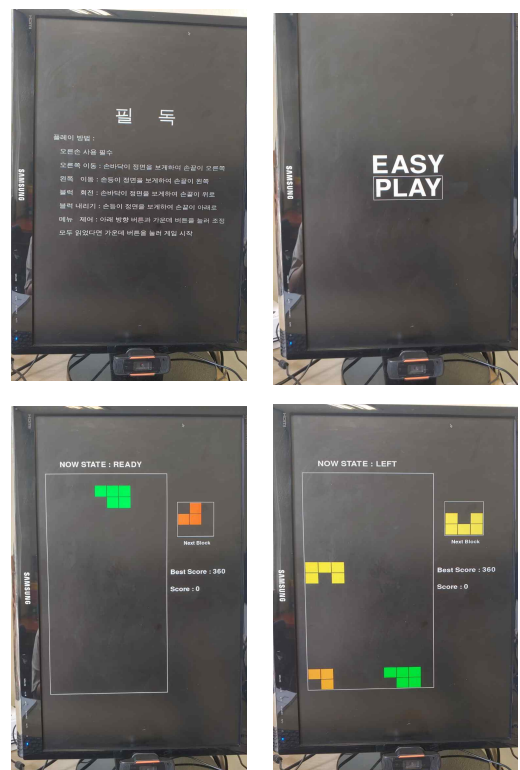 필 독
플레이 방법 :
오른손 사용 필수
오른쪽 이동 : 손바닥이 정면을 보게하여 손끝이 오른쪽
왼쪽 이동 : 손등이 정면을 보게하여 손끝이 왼쪽
블럭 회전 : 손바닥이 정면을 보게하여 손끝이 위로
블럭 내리기 : 손등이 정면을 보게하여 손끝이 아래로
메뉴 제어 : 아래 방향 버튼과 가운데 버튼을 눌러 조정
모두 읽었다면 가운데 버튼을 눌러 게임 시작
SAMSUNG
EASY
PLAY
SAMSUNG
NOW STATE : READY
Next Block
Best Score : 360
Score : 0
SAMSUNG
NOW STATE : LEFT
Next Block
Best Score : 360
Score : 0
SAMSUNG